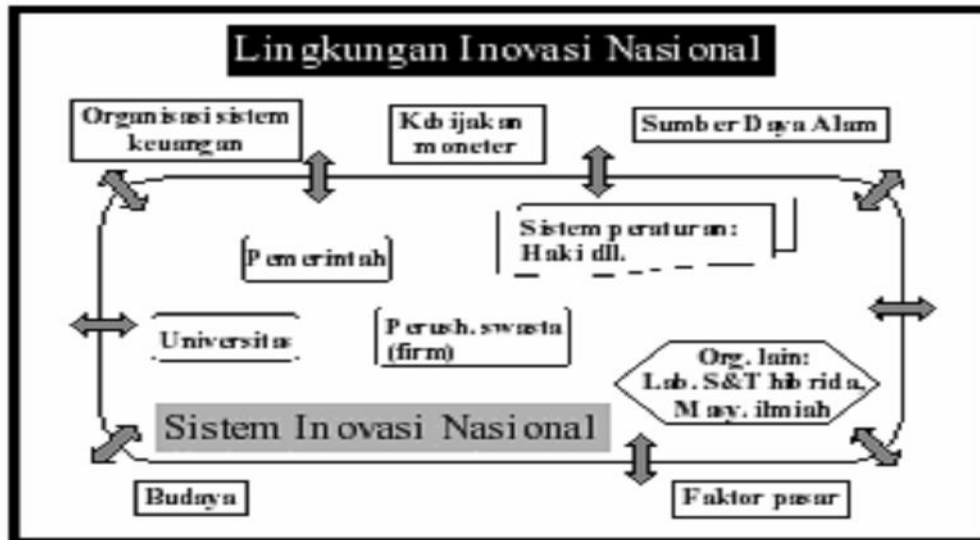 Lingkungan Inovasi Nasional
Organisasi sistem
keuangan
Kebijakan
moneter
Sumber Daya Alam
Pemerintah
Sistem peraturan:
Haki dll.
Universitas
Perush. swasta
(firm)
Org. lain:
Lab. S&T hibrida,
Masy. ilmiah
Sistem Inovasi Nasional
Budaya
Faktor pasar